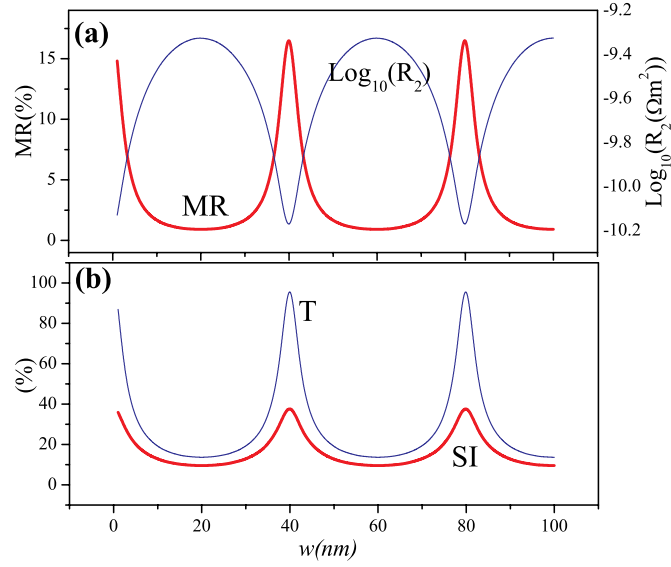 (a)
MR(%)
15
10
5
0
Log10(R2)
MR
-9.2
-9.4
-9.6
-9.8
-10.0
-10.2
Log10(R2(Ωm2))
(b)
(%)
100
80
60
40
20
0
T
SI
0 20 40 60 80 100
w(nm)